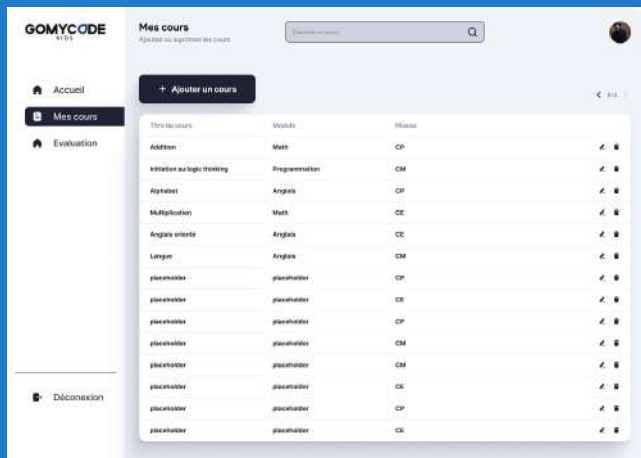 GOMYCODE
KIDS
Mes cours
Ajoutez ou supprimez les cours
Accueil
Mes cours
Evaluation
Déconexion
+ Ajouter un cours
Titre les cours Module Niveau
Addition Math CP
Initiation au logic thinking Programmation CM
Alphabet Anglais CP
Multiplication Math CE
Anglais orienté Anglais CE
Langue Anglais CM
placeholder placeholder CP
placeholder placeholder CE
placeholder placeholder CP
placeholder placeholder CM
placeholder placeholder CM
placeholder placeholder CE
placeholder placeholder CP
placeholder placeholder CE